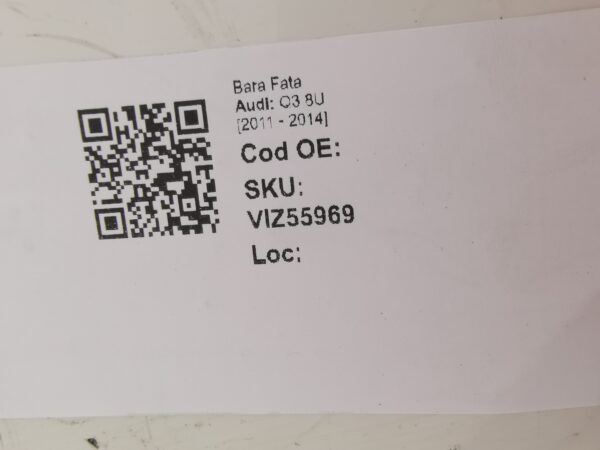 Bara Fata
Audi: Q3 8U
[2011 - 2014]
Cod OE:
SKU:
VIZ55969
Loc: